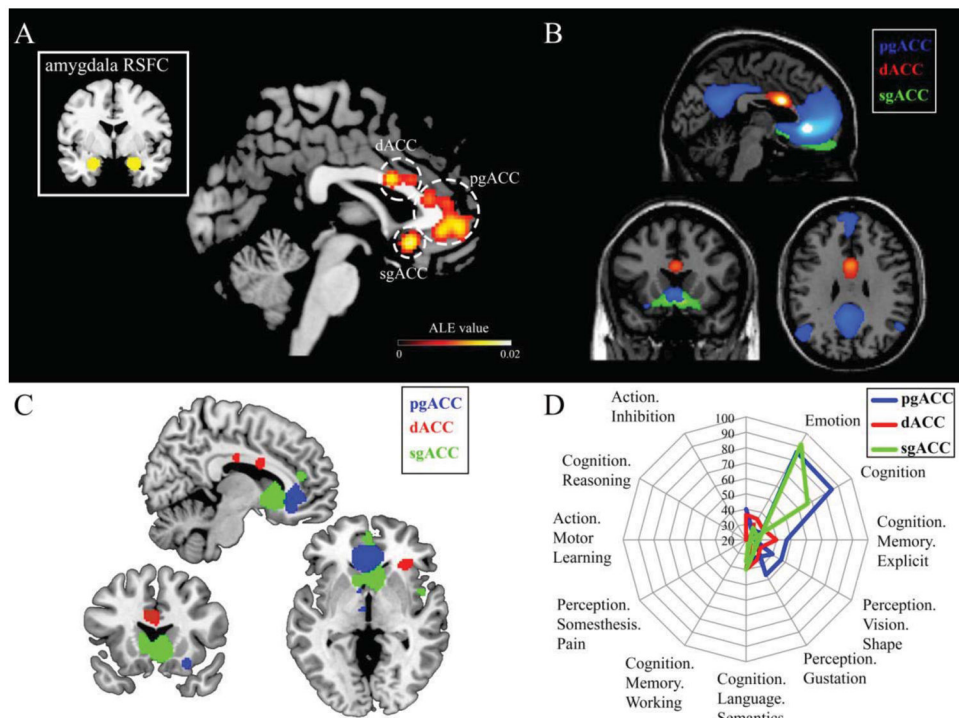 A
amygdala RSFC
dACC
pgACC
sgACC
ALE value
0
0.02
B
pgACC
dACC
sgACC
C
pgACC
dACC
sgACC
D
pgACC
dACC
sgACC
100
90
80
70
60
50
40
30
20
Action.
Inhibition
Emotion
Cognition.
Reasoning
Cognition
Action.
Motor
Learning
Cognition.
Memory.
Explicit
Perception.
Somesthesis.
Pain
Perception.
Vision.
Shape
Cognition.
Memory.
Working
Cognition.
Language.
Semantics
Perception.
Gustation